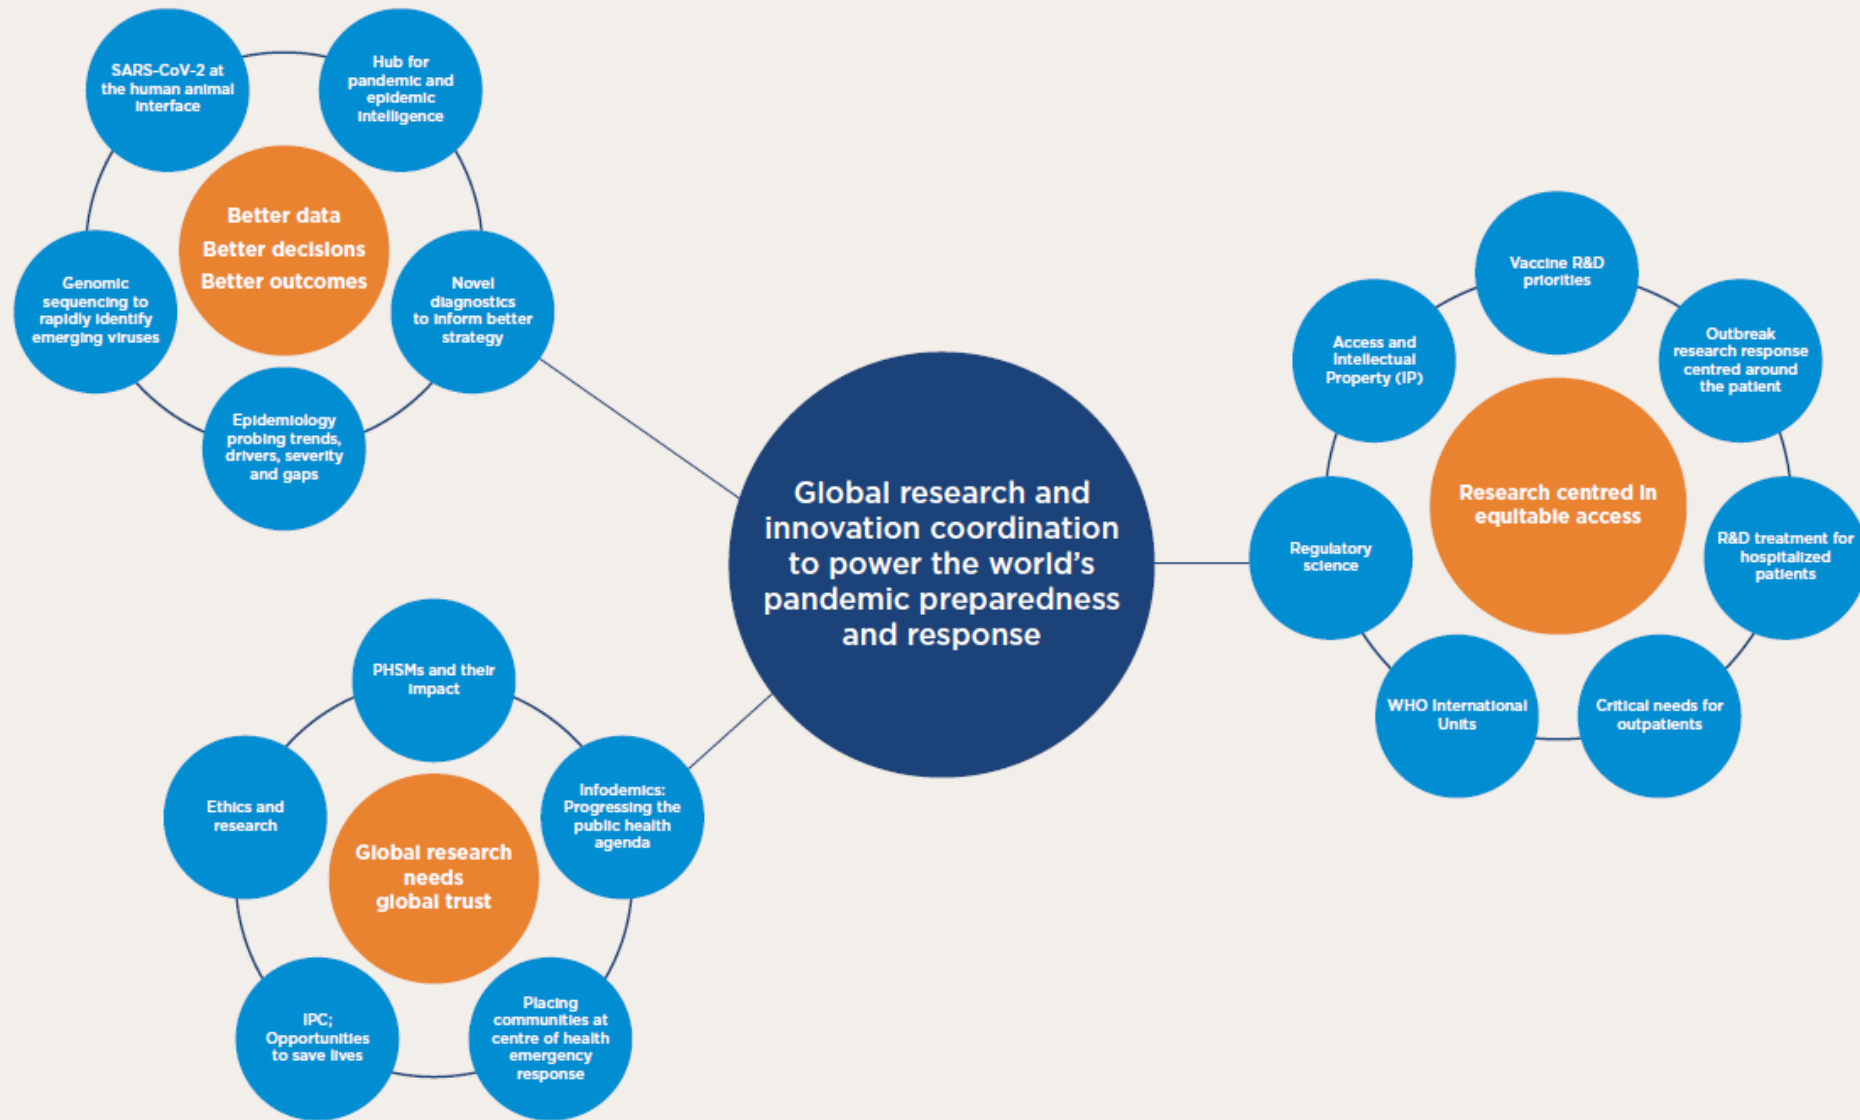 SARS-CoV-2 at
the human animal
interface
Hub for
pandemic and
epidemic
intelligence
Better data
Better decisions
Better outcomes
Genomic
sequencing to
rapidly identify
emerging viruses
Novel
diagnostics
to inform better
strategy
Epidemiology
probing trends,
drivers, severity
and gaps
Global research and
innovation coordination
to power the world's
pandemic preparedness
and response
Vaccine R&D
priorities
Access and
Intellectual
Property (IP)
Outbreak
research response
centred around
the patient
Research centred in
equitable access
Regulatory
science
R&D treatment for
hospitalized
patients
WHO International
Units
Critical needs for
outpatients
PHSMs and their
impact
Ethics and
research
Infodemics:
Progressing the
public health
agenda
Global research
needs
global trust
IPC;
Opportunities
to save lives
Placing
communities at
centre of health
emergency
response